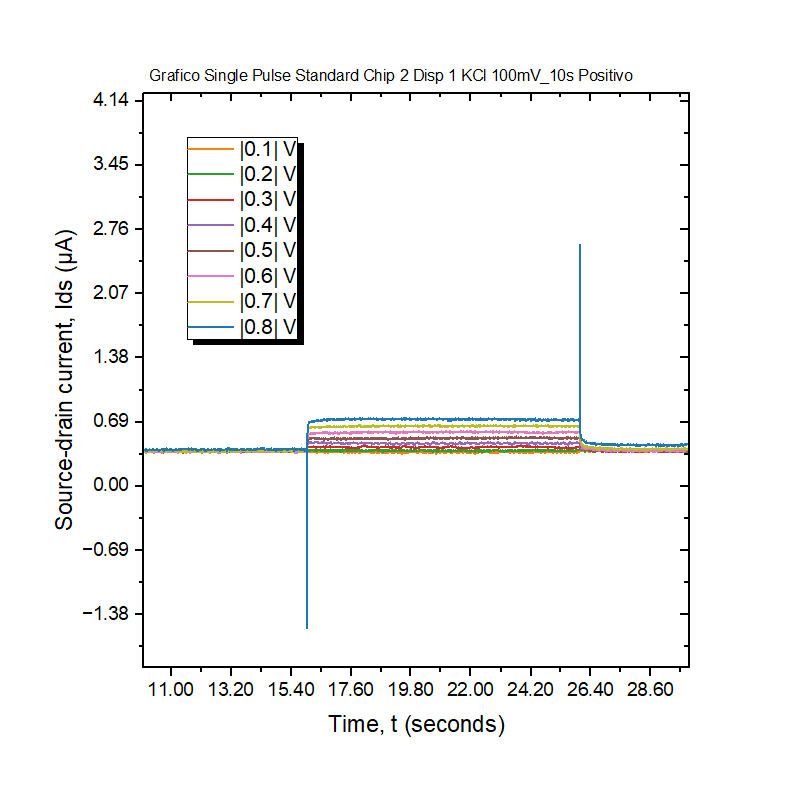 Grafico Single Pulse Standard Chip 2 Disp 1 KCl 100mV_10s Positivo
4.14
3.45
2.76
2.07
1.38
0.69
0.00
−0.69
−1.38
Source-drain current, Ids (µA)
|0.1| V
|0.2| V
|0.3| V
|0.4| V
|0.5| V
|0.6| V
|0.7| V
|0.8| V
11.00 13.20 15.40 17.60 19.80 22.00 24.20 26.40 28.60
Time, t (seconds)